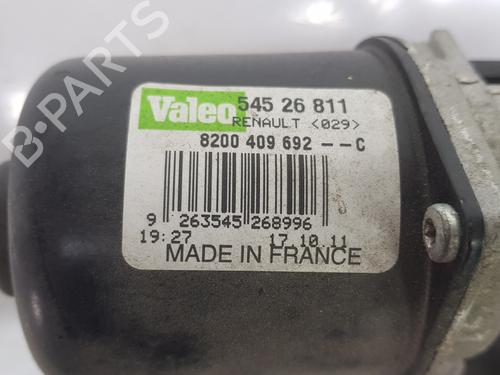 B-PARTS
Valeo 545 26 811
RENAULT <029>
8200 409 692 -- C
9 263545 268996
19:27 17.10.11
MADE IN FRANCE